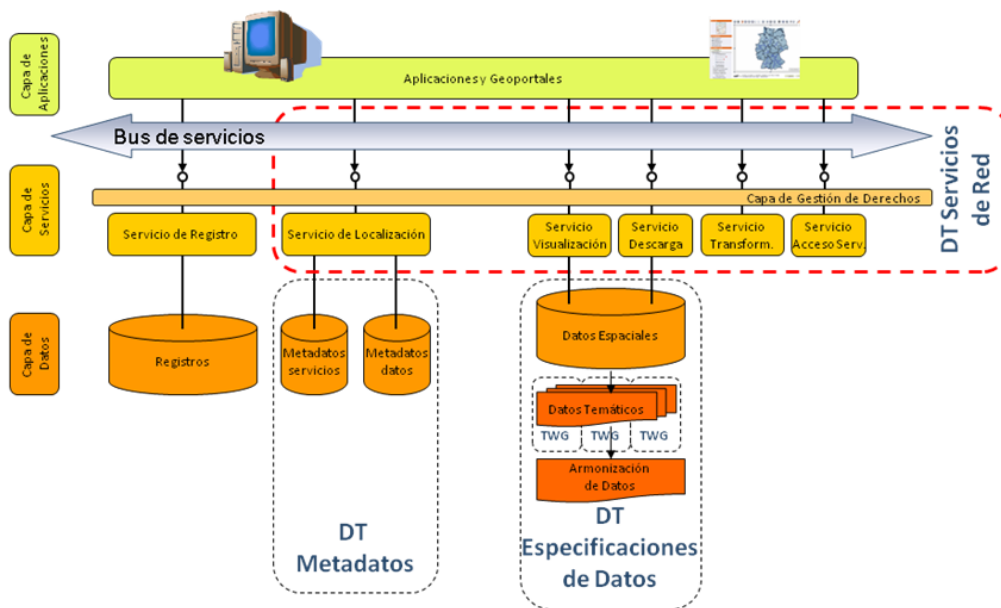 Capa de
Aplicaciones
Aplicaciones y Geoportales
Bus de servicios
DT Servicios
de Red
Capa de
Servicios
Capa de Gestión de Derechos
Servicio de Registro
Servicio de Localización
Servicio
Visualización
Servicio
Descarga
Servicio
Transform.
Servicio
Acceso Serv.
Capa de
Datos
Registros
Metadatos
servicios
Metadatos
datos
Datos Espaciales
Datos Temáticos
TWG
TWG
TWG
Armonización
de Datos
DT
Metadatos
DT
Especificaciones
de Datos